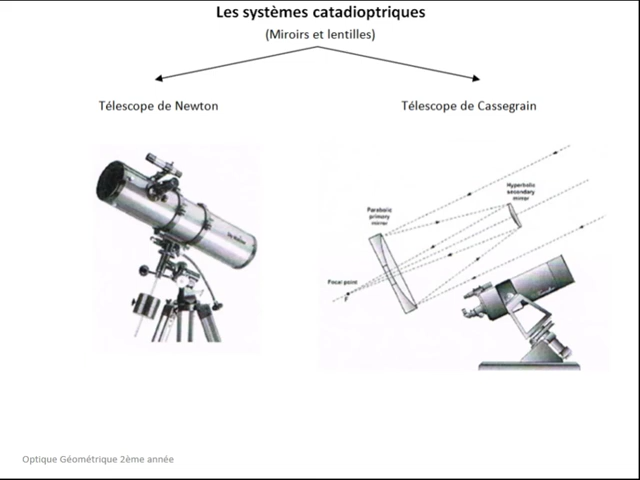 Les systèmes catadioptriques
(Miroirs et lentilles)
Télescope de Newton
Télescope de Cassegrain
Hyperbolic
secondary
mirror
Parabolic
primary
mirror
Focal point
F
Optique Géométrique 2ème année